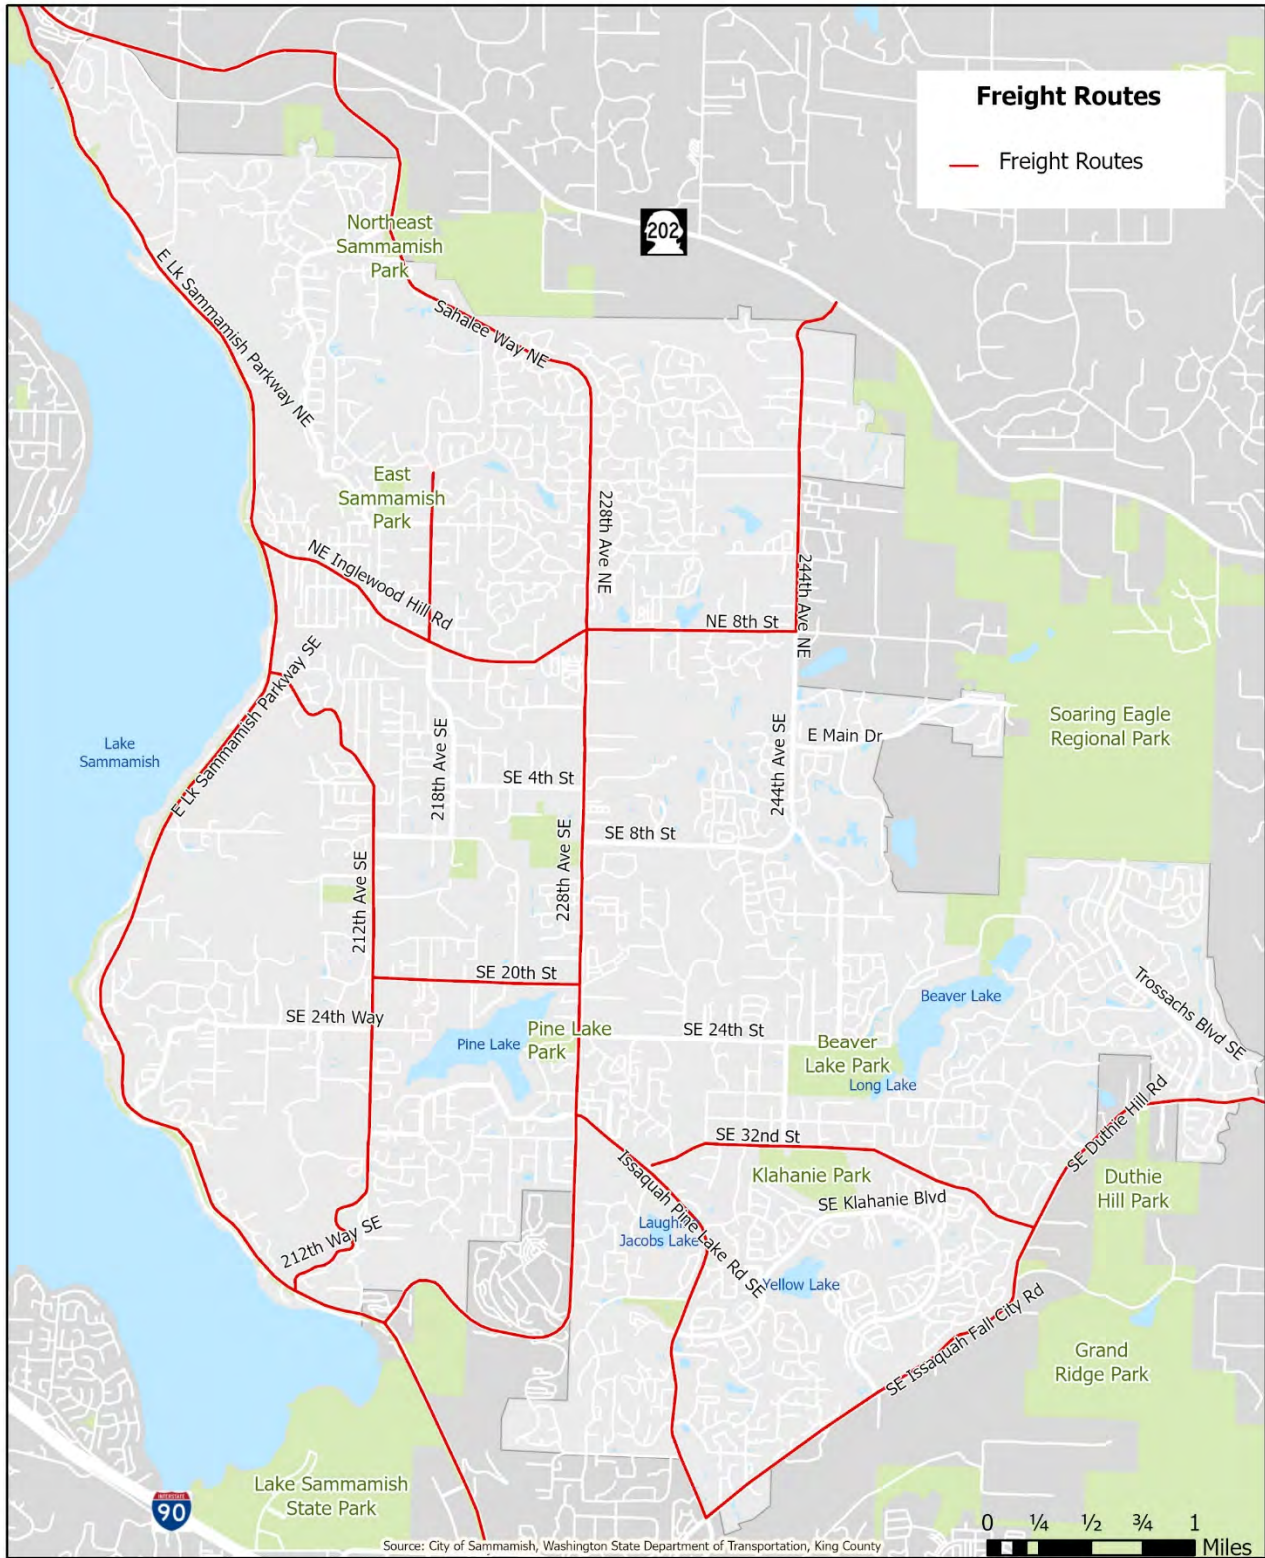 Freight Routes
Freight Routes
202
Northeast
Sammamish
Park
E Lk Sammamish Parkway NE
Sahalee Way NE
East
Sammamish
Park
228th Ave NE
NE Inglewood Hill Rd
244th Ave NE
NE 8th St
E Lk Sammamish Parkway SE
Soaring Eagle
Regional Park
Lake
Sammamish
E Main Dr
218th Ave SE
244th Ave SE
SE 4th St
SE 8th St
228th Ave SE
212th Ave SE
SE 20th St
Beaver Lake
Trossachs Blvd SE
SE 24th Way
SE 24th St
Pine Lake
Pine Lake
Park
Beaver
Lake Park
Long Lake
SE Duthie Hill Rd
SE 32nd St
Issaquah Pine Lake Rd SE
Klahanie Park
SE Klahanie Blvd
Duthie
Hill Park
Laughi
Jacobs Lake
212th Way SE
Yellow Lake
SE Issaquah Fall City Rd
Grand
Ridge Park
Lake Sammamish
State Park
INTERSTATE
90
0 ¼ ½ ¾ 1
Miles
Source: City of Sammamish, Washington State Department of Transportation, King County